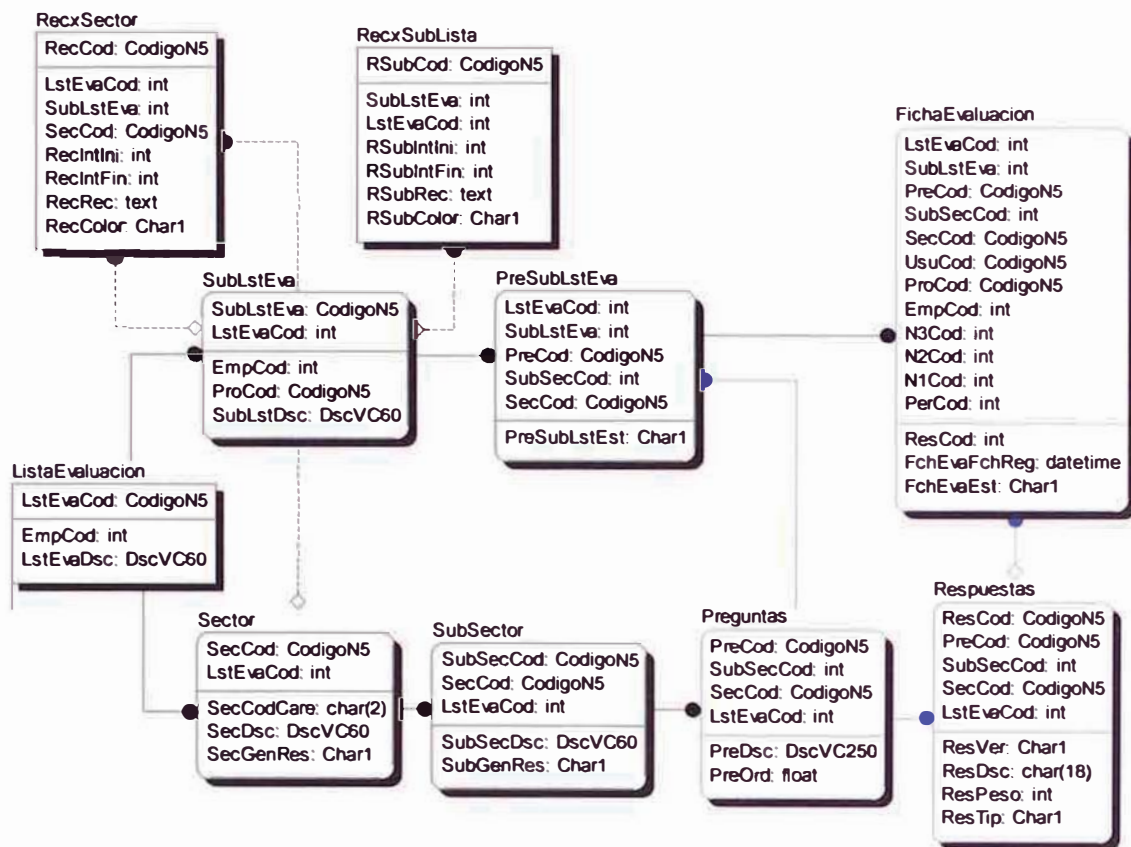 RecxSector
RecCod: CodigoN5
LstEvaCod: int
SubLstEva: int
SecCod: CodigoN5
RecIntIni: int
RecIntFin: int
RecRec: text
RecColor: Char1
RecxSubLista
RSubCod: CodigoN5
SubLstEva: int
LstEvaCod: int
RSubIntIni: int
RSubIntFin: int
RSubRec: text
RSubColor: Char1
FichaEvaluacion
LstEvaCod: int
SubLstEva: int
PreCod: CodigoN5
SubSecCod: int
SecCod: CodigoN5
UsuCod: CodigoN5
ProCod: CodigoN5
EmpCod: int
N3Cod: int
N2Cod: int
N1Cod: int
PerCod: int
ResCod: int
FchEvaFchReg: datetime
FchEvaEst: Char1
SubLstEva
SubLstEva: CodigoN5
LstEvaCod: int
EmpCod: int
ProCod: CodigoN5
SubLstDsc: DscVC60
PreSubLstEva
LstEvaCod: int
SubLstEva: int
PreCod: CodigoN5
SubSecCod: int
SecCod: CodigoN5
PreSubLstEst: Char1
ListaEvaluacion
LstEvaCod: CodigoN5
EmpCod: int
LstEvaDsc: DscVC60
Sector
SecCod: CodigoN5
LstEvaCod: int
SecCodCare: char(2)
SecDsc: DscVC60
SecGenRes: Char1
SubSector
SubSecCod: CodigoN5
SecCod: CodigoN5
LstEvaCod: int
SubSecDsc: DscVC60
SubGenRes: Char1
Preguntas
PreCod: CodigoN5
SubSecCod: int
SecCod: CodigoN5
LstEvaCod: int
PreDsc: DscVC250
PreOrd: float
Respuestas
ResCod: CodigoN5
PreCod: CodigoN5
SubSecCod: int
SecCod: CodigoN5
LstEvaCod: int
ResVer: Char1
ResDsc: char(18)
ResPeso: int
ResTip: Char1